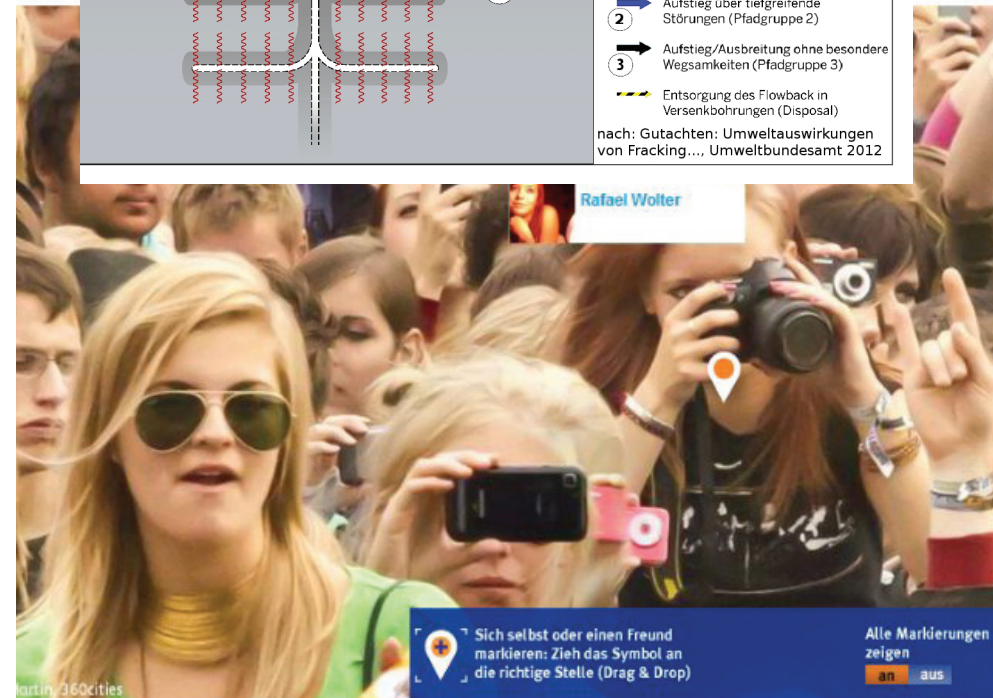 Aufstieg über tiefgreifende
2 Störungen (Pfadgruppe 2)
Aufstieg/Ausbreitung ohne besondere
3 Wegsamkeiten (Pfadgruppe 3)
Entsorgung des Flowback in
Versenkbohrungen (Disposal)
nach: Gutachten: Umweltauswirkungen
von Fracking..., Umweltbundesamt 2012
Rafael Wolter
Sich selbst oder einen Freund
markieren: Zieh das Symbol an
die richtige Stelle (Drag & Drop)
Alle Markierungen
zeigen
an aus
artin, 360cities